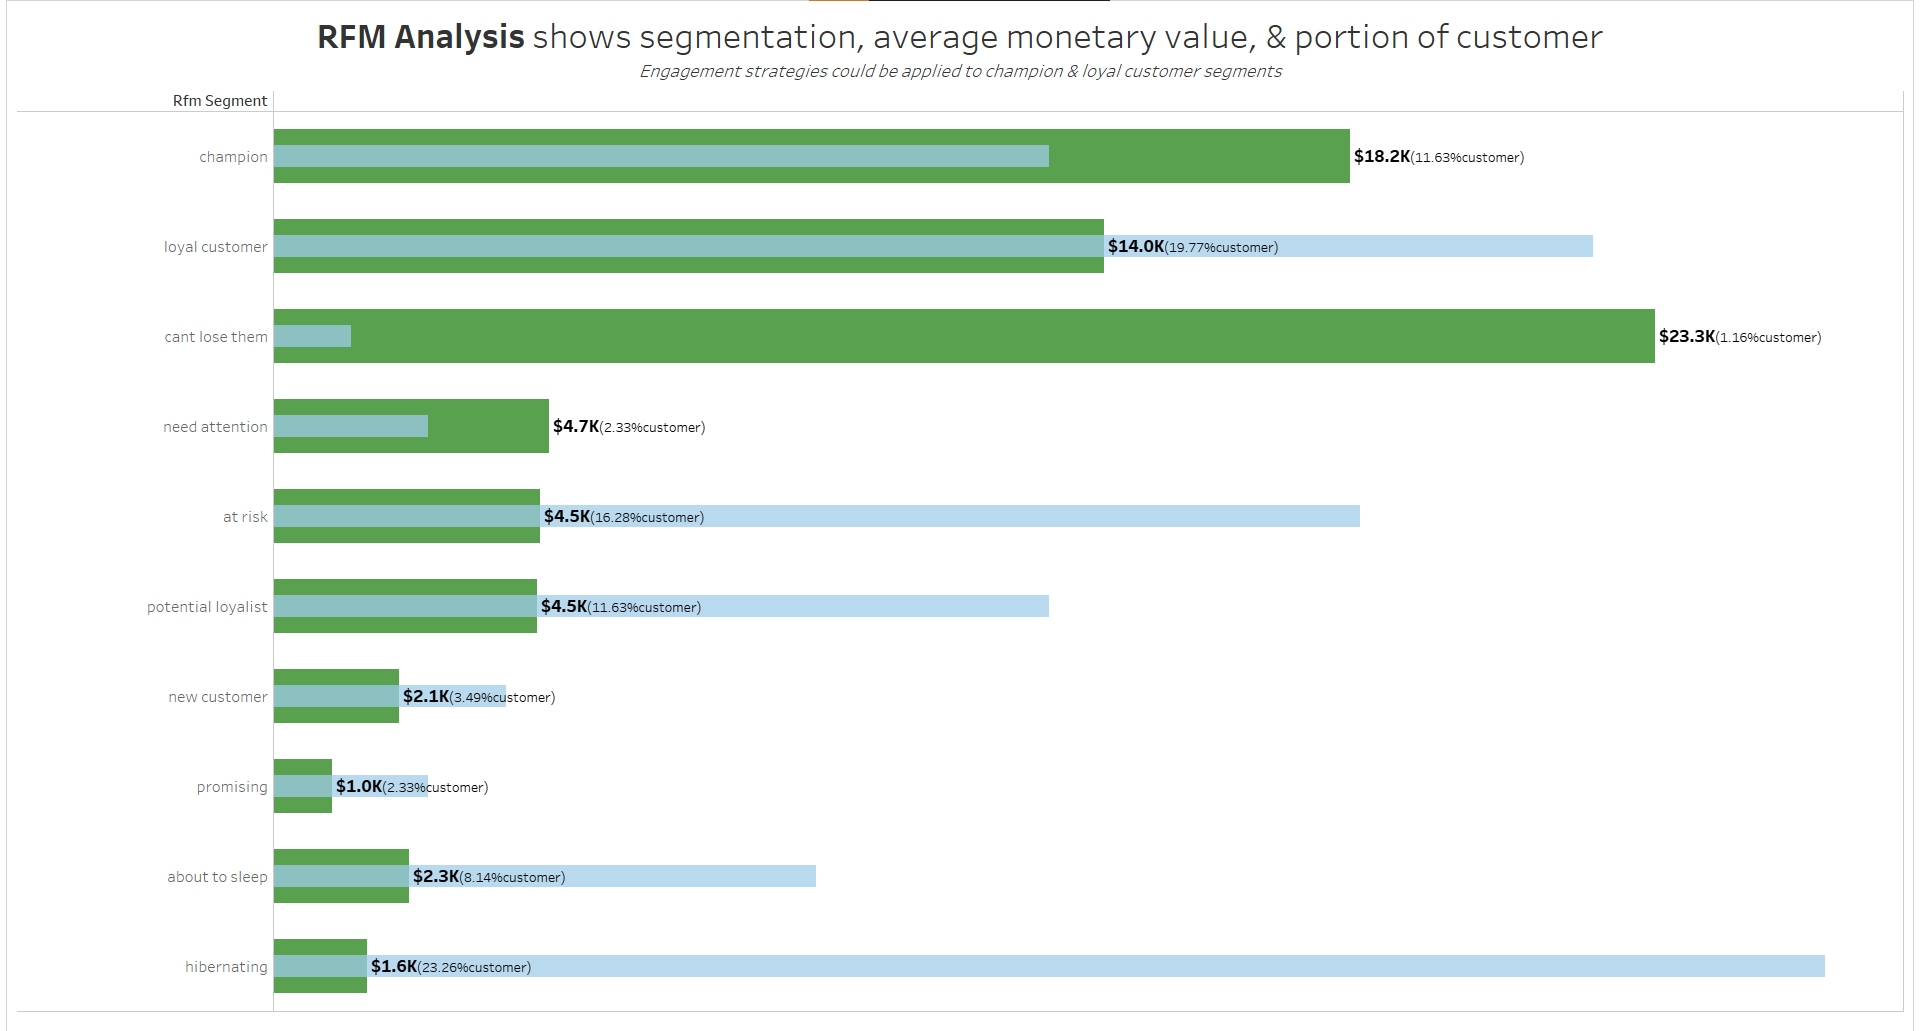 RFM Analysis shows segmentation, average monetary value, & portion of customer
Engagement strategies could be applied to champion & loyal customer segments
Rfm Segment
champion $18.2K(11.63%customer)
loyal customer $14.0K(19.77%customer)
cant lose them $23.3K(1.16%customer)
need attention $4.7K(2.33%customer)
at risk $4.5K(16.28%customer)
potential loyalist $4.5K(11.63%customer)
new customer $2.1K(3.49%customer)
promising $1.0K(2.33%customer)
about to sleep $2.3K(8.14%customer)
hibernating $1.6K(23.26%customer)